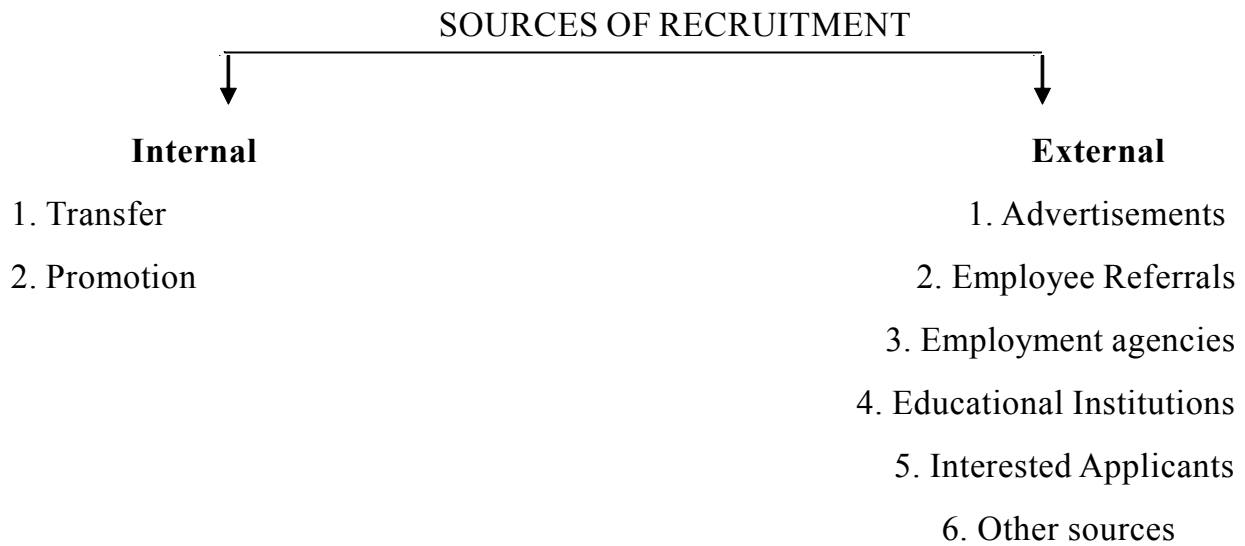 SOURCES OF RECRUITMENT
Internal
1. Transfer
2. Promotion
External
1. Advertisements
2. Employee Referrals
3. Employment agencies
4. Educational Institutions
5. Interested Applicants
6. Other sources